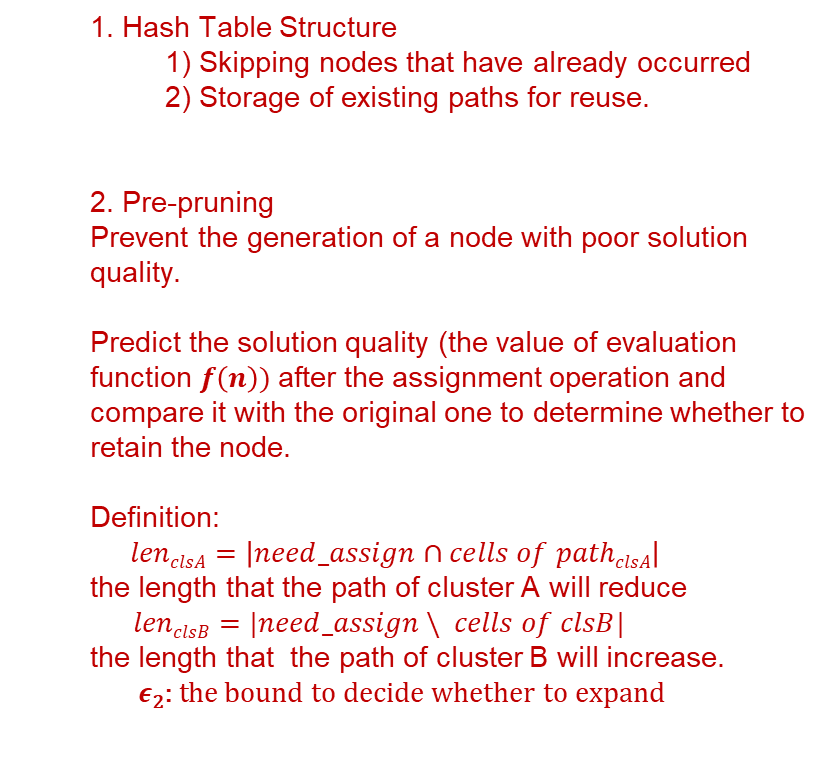 1. Hash Table Structure
1) Skipping nodes that have already occurred
2) Storage of existing paths for reuse.
2. Pre-pruning
Prevent the generation of a node with poor solution
quality.
Predict the solution quality (the value of evaluation
function f(n)) after the assignment operation and
compare it with the original one to determine whether to
retain the node.
Definition:
len_clsA = |need_assign ∩ cells of path_clsA|
the length that the path of cluster A will reduce
len_clsB = |need_assign \ cells of clsB|
the length that the path of cluster B will increase.
ϵ₂: the bound to decide whether to expand